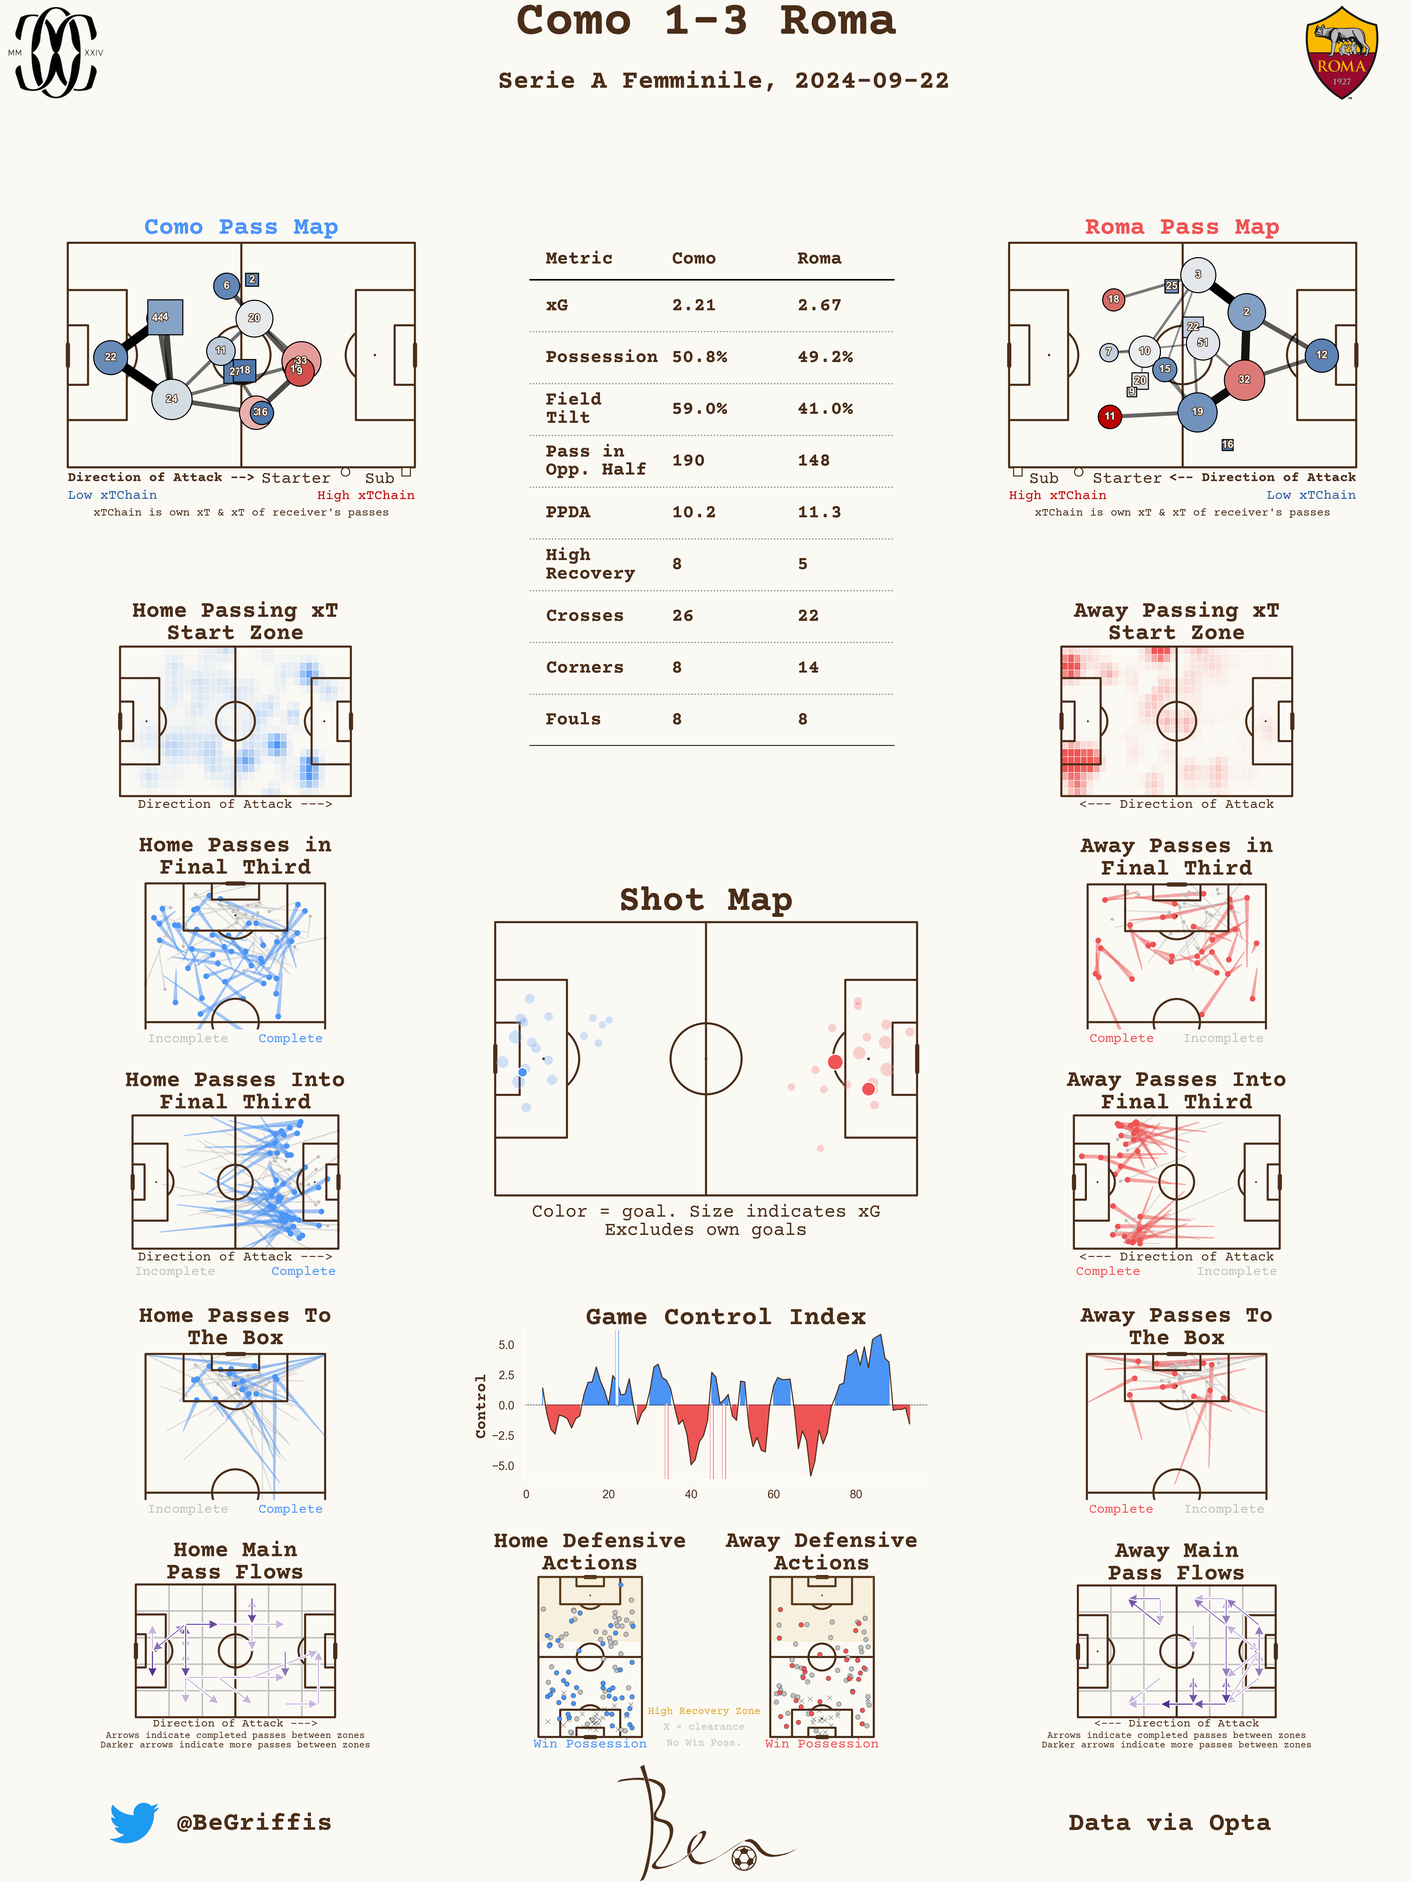 Como 1-3 Roma
Serie A Femminile, 2024-09-22
MM XXIV
ROMA
1927
Como Pass Map
6
2
20
22
11
27
18
33
9
24
16
Direction of Attack --> Starter Sub
Low xTChain High xTChain
xTChain is own xT & xT of receiver's passes
Metric Como Roma
xG 2.21 2.67
Possession 50.8% 49.2%
Field
Tilt 59.0% 41.0%
Pass in
Opp. Half 190 148
PPDA 10.2 11.3
High
Recovery 8 5
Crosses 26 22
Corners 8 14
Fouls 8 8
Roma Pass Map
3
25
18
2
22
51
7
10
12
15
20
32
9
11
19
16
Sub Starter <-- Direction of Attack
High xTChain Low xTChain
xTChain is own xT & xT of receiver's passes
Home Passing xT
Start Zone
Direction of Attack --->
Away Passing xT
Start Zone
<--- Direction of Attack
Home Passes in
Final Third
Incomplete Complete
Away Passes in
Final Third
Complete Incomplete
Shot Map
Color = goal. Size indicates xG
Excludes own goals
Home Passes Into
Final Third
Direction of Attack --->
Incomplete Complete
Away Passes Into
Final Third
<--- Direction of Attack
Complete Incomplete
Home Passes To
The Box
Incomplete Complete
Game Control Index
Control
5.0
2.5
0.0
−2.5
−5.0
0 20 40 60 80
Away Passes To
The Box
Complete Incomplete
Home Main
Pass Flows
Direction of Attack --->
Arrows indicate completed passes between zones
Darker arrows indicate more passes between zones
Home Defensive
Actions
Win Possession
Away Defensive
Actions
Win Possession
High Recovery Zone
X = clearance
No Win Poss.
Away Main
Pass Flows
<--- Direction of Attack
Arrows indicate completed passes between zones
Darker arrows indicate more passes between zones
@BeGriffis
Ben
Data via Opta